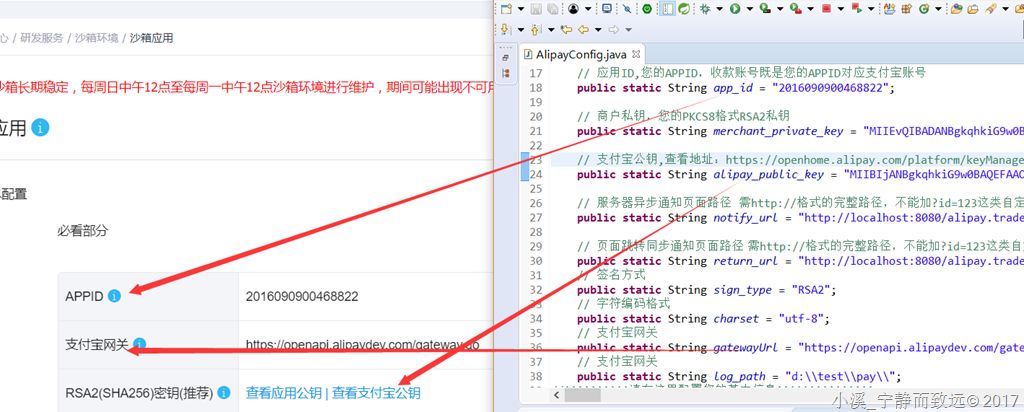 心 / 研发服务 / 沙箱环境 / 沙箱应用
沙箱长期稳定，每周日中午12点至每周一中午12点沙箱环境进行维护，期间可能出现不可用
应用
配置
必看部分
APPID
2016090900468822
支付宝网关
https://openapi.alipaydev.com/gateway.do
RSA2(SHA256)密钥(推荐)
查看应用公钥 | 查看支付宝公钥
AlipayConfig.java
17 // 应用ID,您的APPID，收款账号既是您的APPID对应支付宝账号
18 public static String app_id = "2016090900468822";
19
20 // 商户私钥，您的PKCS8格式RSA2私钥
21 public static String merchant_private_key = "MIIEvQIBADANBgkqhkiG9w0B
22
23 // 支付宝公钥,查看地址：https://openhome.alipay.com/platform/keyManage
24 public static String alipay_public_key = "MIIBIjANBgkqhkiG9w0BAQEFAAO
25
26 // 服务器异步通知页面路径 需http://格式的完整路径，不能加?id=123这类自定
27 public static String notify_url = "http://localhost:8080/alipay.trade
28
29 // 页面跳转同步通知页面路径 需http://格式的完整路径，不能加?id=123这类自
30 public static String return_url = "http://localhost:8080/alipay.trade
31 // 签名方式
32 public static String sign_type = "RSA2";
33 // 字符编码格式
34 public static String charset = "utf-8";
35 // 支付宝网关
36 public static String gatewayUrl = "https://openapi.alipaydev.com/gate
37 // 支付宝网关
38 public static String log_path = "d:\\test\\pay\\";
小溪_宁静而致远© 2017